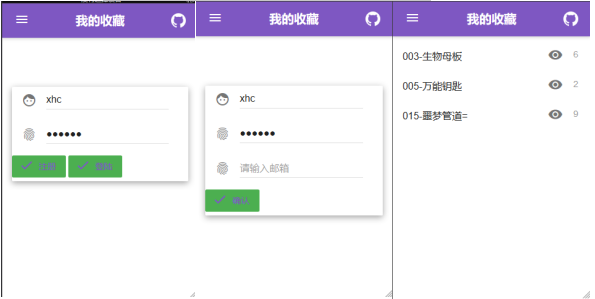 我的收藏
xhc
••••••
注册
登陆
我的收藏
xhc
••••••
请输入邮箱
确认
我的收藏
003-生物母板 6
005-万能钥匙 2
015-噩梦管道= 9